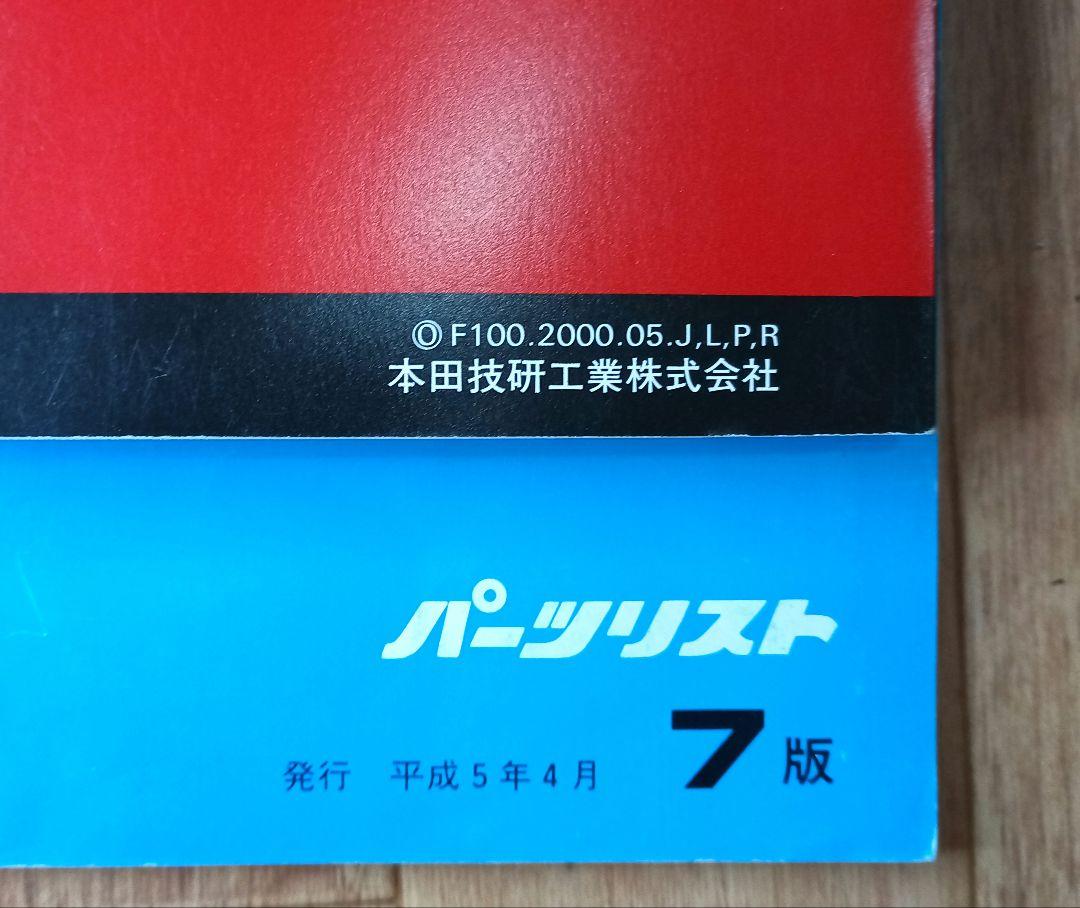 Ⓞ F100.2000.05.J,L,P,R
本田技研工業株式会社
パーツリスト
7版
発行 平成5年4月